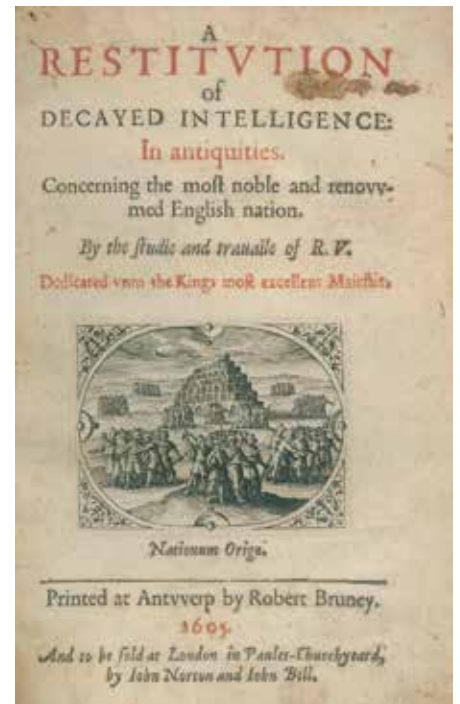 A
RESTITVTION
of
DECAYED INTELLIGENCE:
In antiquities.
Concerning the moſt noble and renovv-
med English nation.
By the ſtudie and trauaile of R. V.
Dedicated vnto the Kings moſt excellent Maieſtie.
Nationum Origo.
Printed at Antvverp by Robert Bruney.
1605.
And to be ſold at London in Paules-Churchyeard,
by Iohn Norton and Iohn Bill.